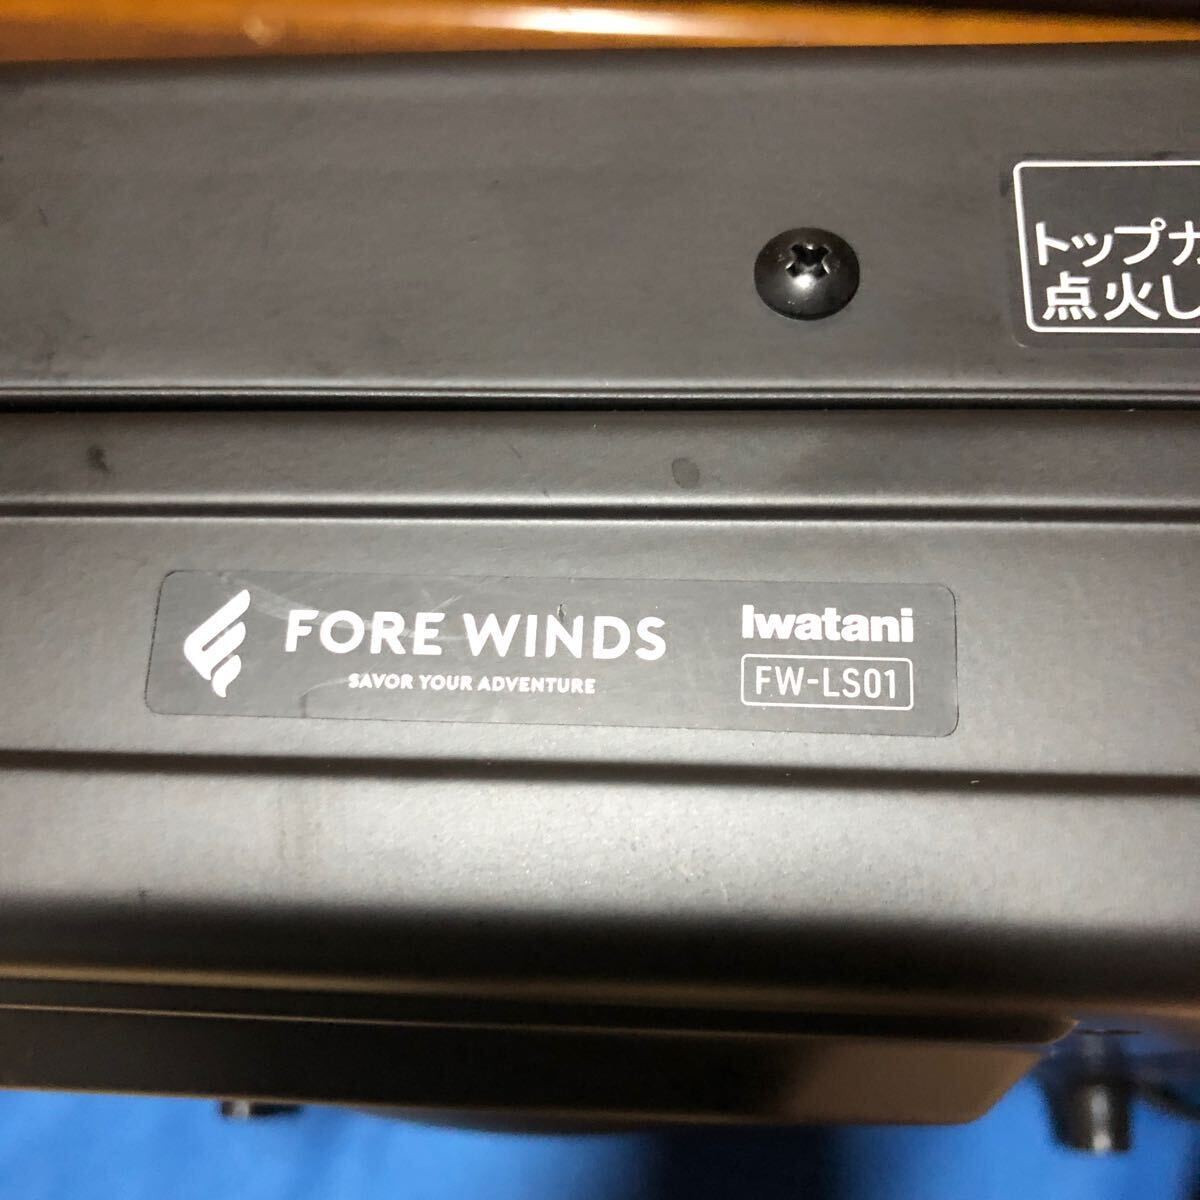 トップカ
点火し
FORE WINDS
SAVOR YOUR ADVENTURE
Iwatani
FW-LS01